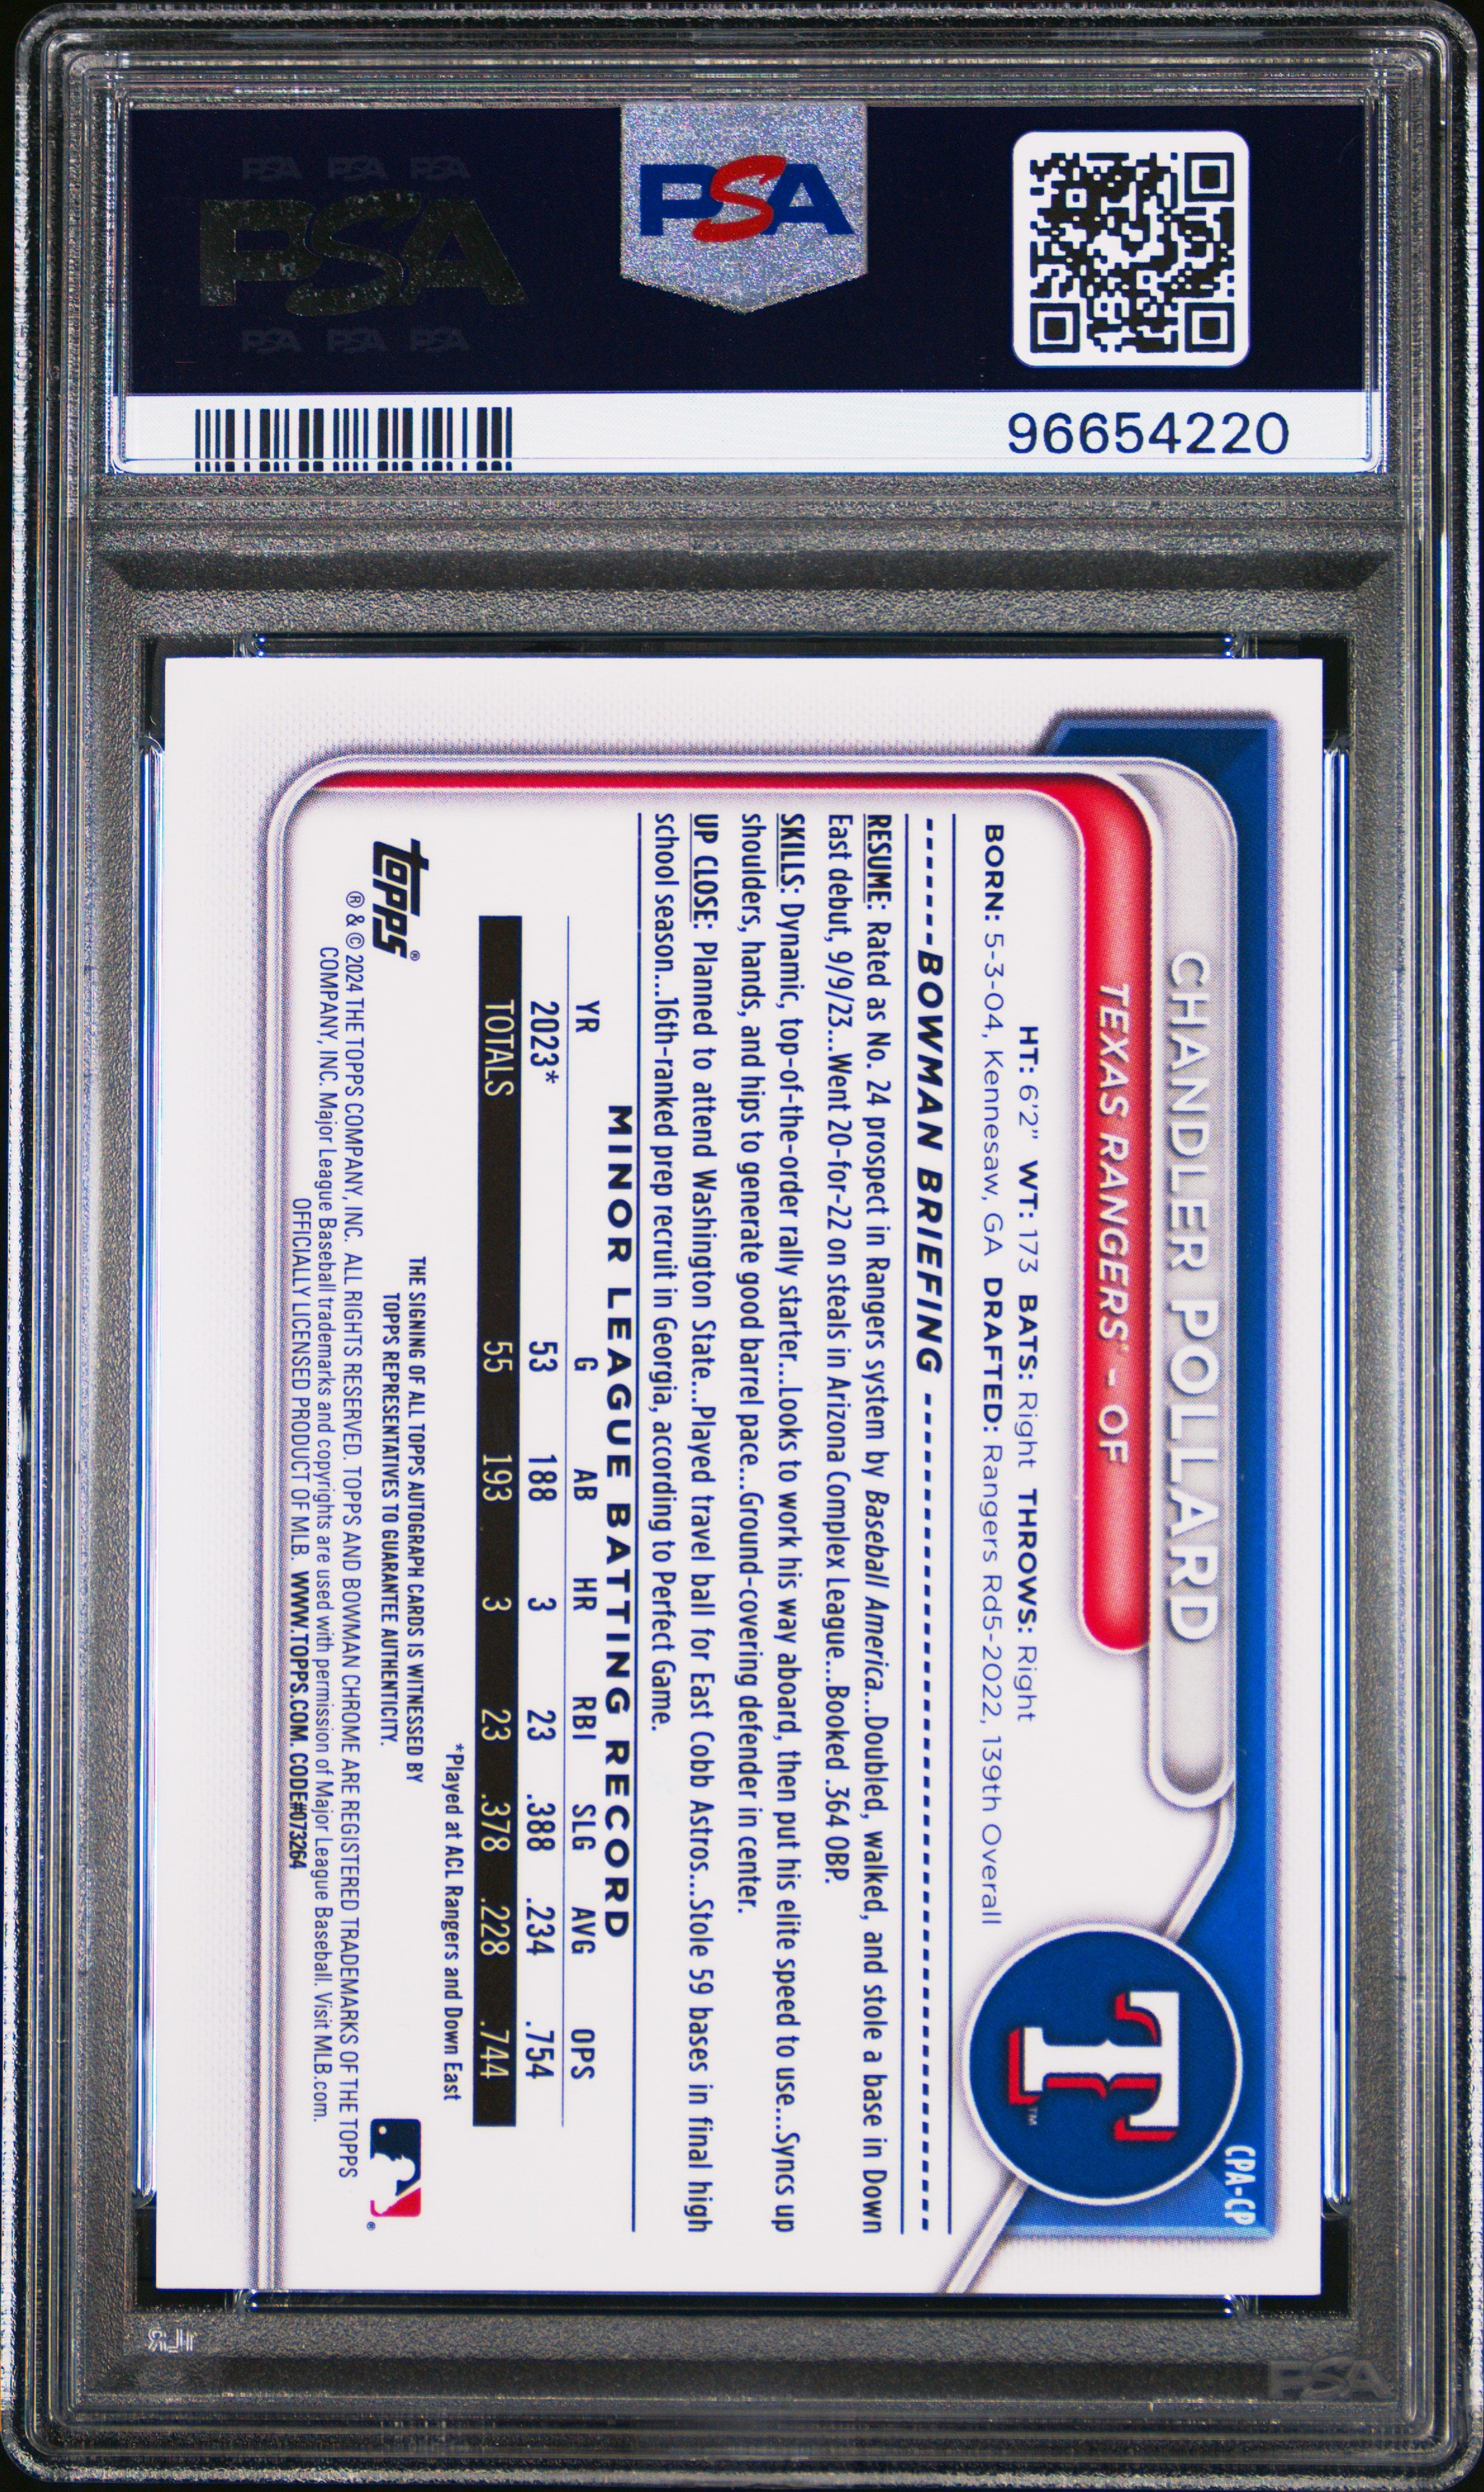 PSA PSA PSA
PSA
PSA PSA PSA
PSA
96654220
CPA-CP
CHANDLER POLLARD
TEXAS RANGERS® - OF
T™
HT: 6'2" WT: 173 BATS: Right THROWS: Right
BORN: 5-3-04, Kennesaw, GA DRAFTED: Rangers Rd5-2022, 139th Overall
BOWMAN BRIEFING
RESUME: Rated as No. 24 prospect in Rangers system by Baseball America...Doubled, walked, and stole a base in Down
East debut, 9/9/23...Went 20-for-22 on steals in Arizona Complex League...Booked .364 OBP.
SKILLS: Dynamic, top-of-the-order rally starter...Looks to work his way aboard, then put his elite speed to use...Syncs up
shoulders, hands, and hips to generate good barrel pace...Ground-covering defender in center.
UP CLOSE: Planned to attend Washington State...Played travel ball for East Cobb Astros...Stole 59 bases in final high
school season...16th-ranked prep recruit in Georgia, according to Perfect Game.
MINOR LEAGUE BATTING RECORD
YR G AB HR RBI SLG AVG OPS
2023* 53 188 3 23 .388 .234 .754
TOTALS 55 193 3 23 .378 .228 .744
*Played at ACL Rangers and Down East
topps®
THE SIGNING OF ALL TOPPS AUTOGRAPH CARDS IS WITNESSED BY
TOPPS REPRESENTATIVES TO GUARANTEE AUTHENTICITY.
® & © 2024 THE TOPPS COMPANY, INC. ALL RIGHTS RESERVED. TOPPS AND BOWMAN CHROME ARE REGISTERED TRADEMARKS OF THE TOPPS
COMPANY, INC. Major League Baseball trademarks and copyrights are used with permission of Major League Baseball. Visit MLB.com.
OFFICIALLY LICENSED PRODUCT OF MLB. WWW.TOPPS.COM. CODE#073264
PSA